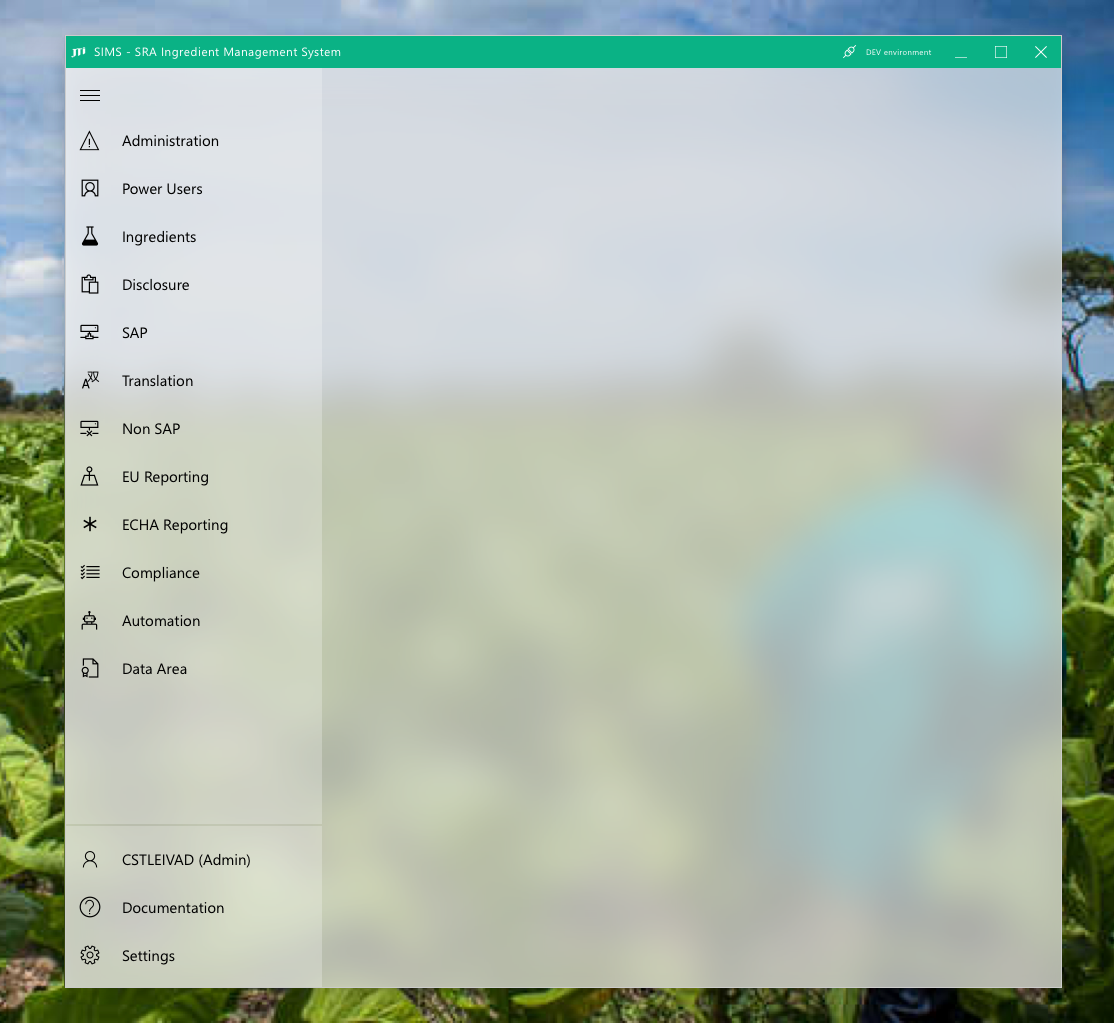 JTI SIMS - SRA Ingredient Management System DEV environment
Administration
Power Users
Ingredients
Disclosure
SAP
Translation
Non SAP
EU Reporting
ECHA Reporting
Compliance
Automation
Data Area
CSTLEIVAD (Admin)
Documentation
Settings